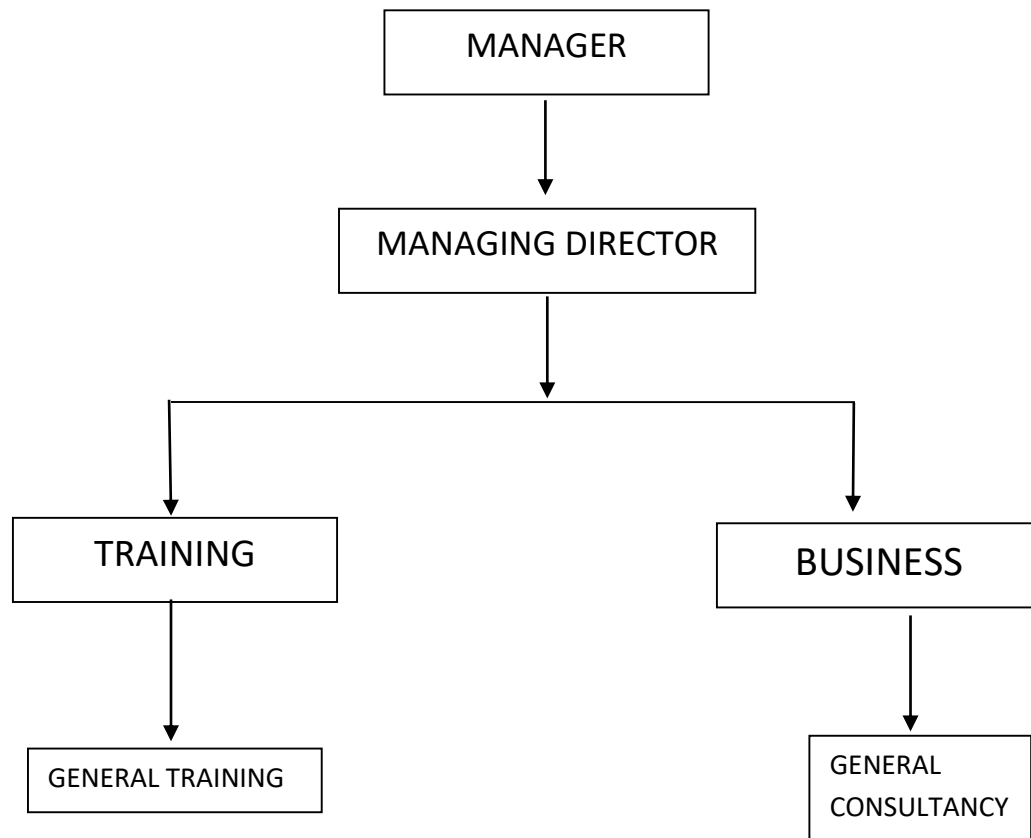 MANAGER
MANAGING DIRECTOR
TRAINING
BUSINESS
GENERAL TRAINING
GENERAL
CONSULTANCY